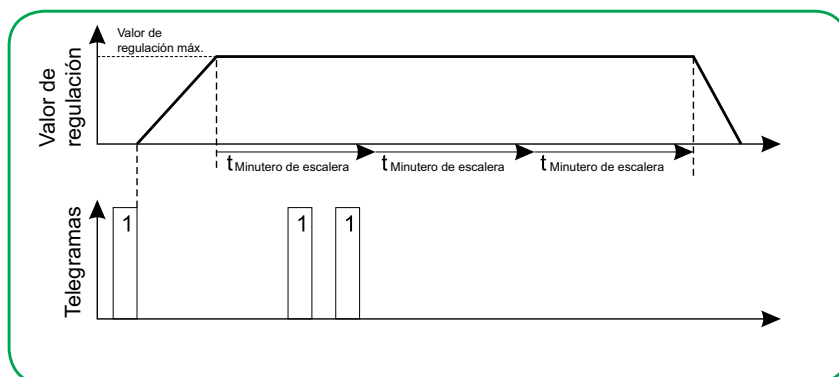 Valor de
regulación máx.
Valor de
regulación
t Minutero de escalera t Minutero de escalera t Minutero de escalera
Telegramas
1 1 1